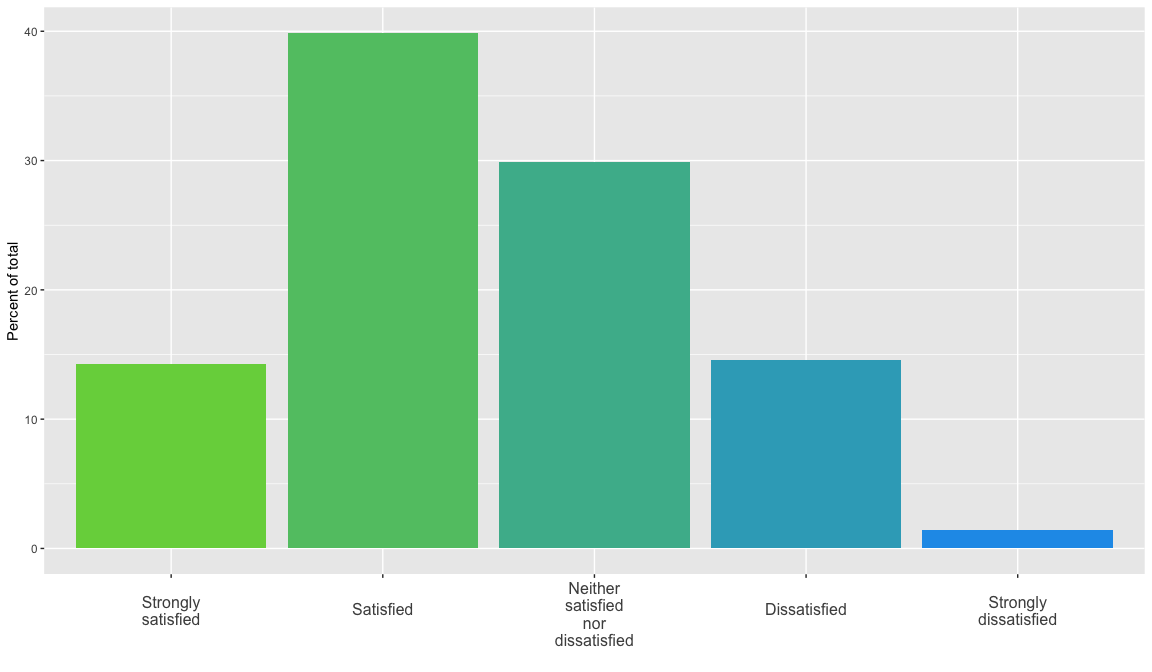 Percent of total
40
30
20
10
0
Strongly
satisfied
Satisfied
Neither
satisfied
nor
dissatisfied
Dissatisfied
Strongly
dissatisfied